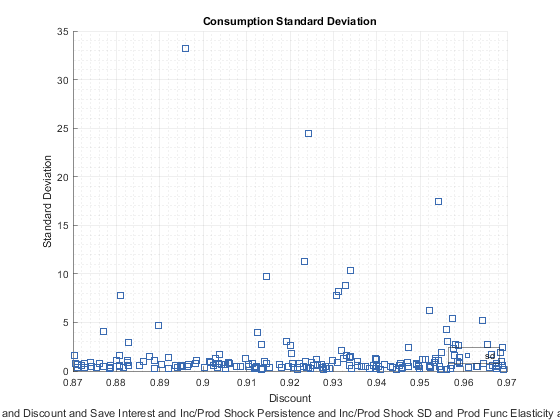 Consumption Standard Deviation
35
30
25
20
15
10
5
0
Standard Deviation
0.87 0.88 0.89 0.9 0.91 0.92 0.93 0.94 0.95 0.96 0.97
Discount
and Discount and Save Interest and Inc/Prod Shock Persistence and Inc/Prod Shock SD and Prod Func Elasticity